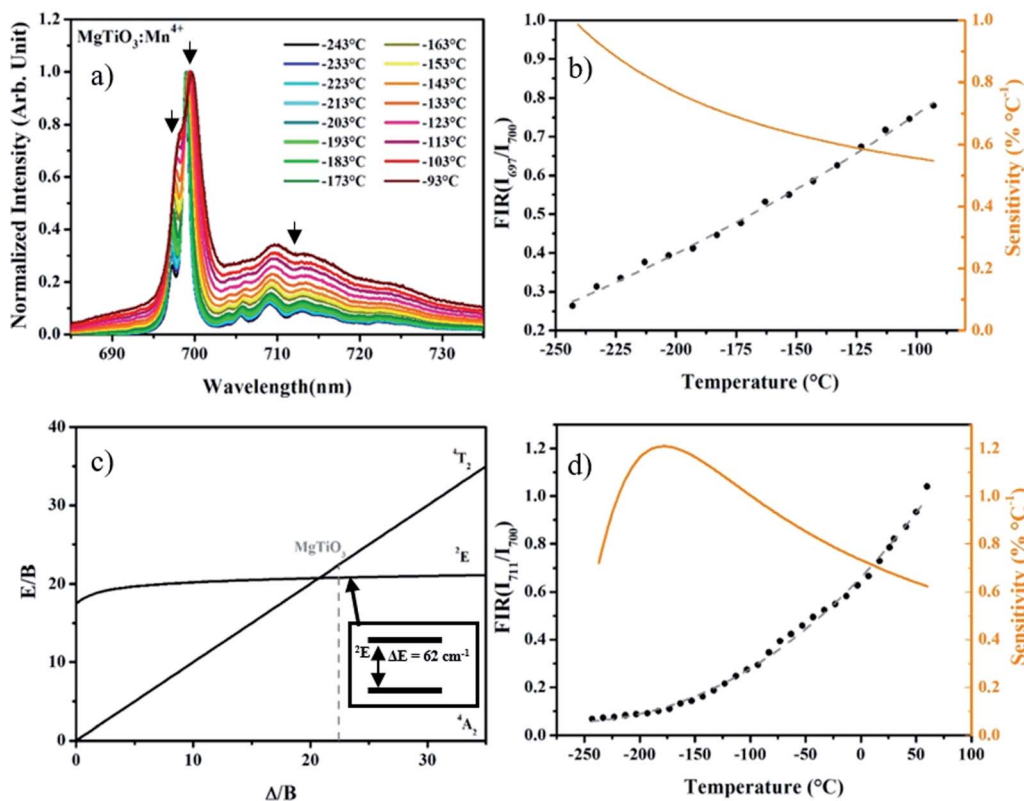 a)
MgTiO₃:Mn⁴⁺
-243°C -163°C
-233°C -153°C
-223°C -143°C
-213°C -133°C
-203°C -123°C
-193°C -113°C
-183°C -103°C
-173°C -93°C
Normalized Intensity (Arb. Unit)
0.0 0.2 0.4 0.6 0.8 1.0
690 700 710 720 730
Wavelength(nm)
b)
FIR(I₆₉₇/I₇₀₀)
0.2 0.3 0.4 0.5 0.6 0.7 0.8 0.9 1.0
-250 -225 -200 -175 -150 -125 -100
Temperature (°C)
0.0 0.2 0.4 0.6 0.8 1.0
Sensitivity (% °C⁻¹)
c)
E/B
0 10 20 30 40
⁴T₂
MgTiO₃
²E
²E
ΔE = 62 cm⁻¹
⁴A₂
0 10 20 30
Δ/B
d)
FIR(I₇₁₁/I₇₀₀)
0.0 0.2 0.4 0.6 0.8 1.0 1.2
-250 -200 -150 -100 -50 0 50 100
Temperature (°C)
0.0 0.2 0.4 0.6 0.8 1.0 1.2
Sensitivity (% °C⁻¹)